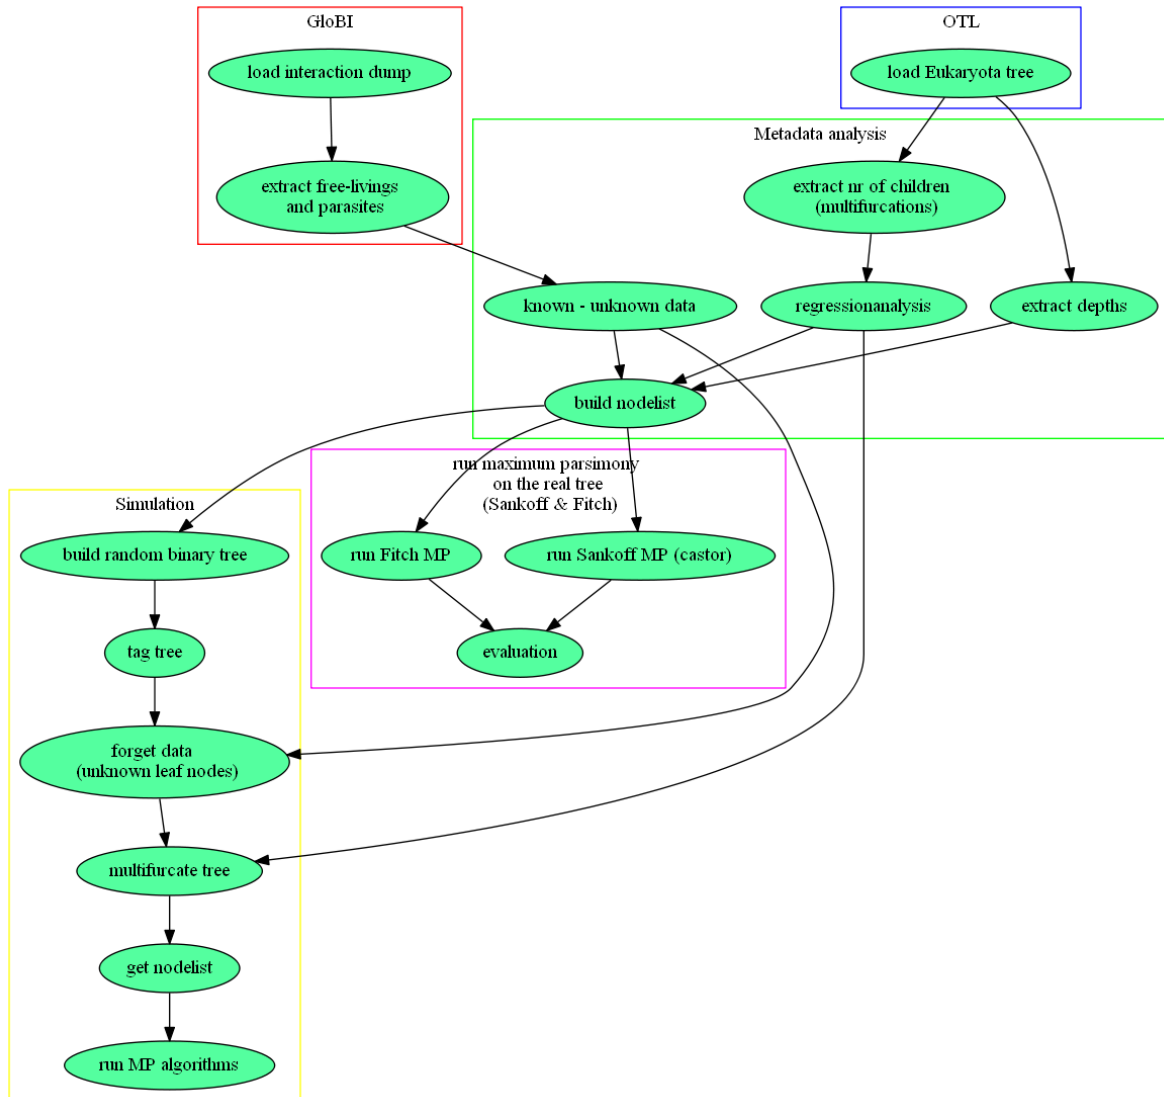 GloBI
OTL
load interaction dump
load Eukaryota tree
Metadata analysis
extract free-livings
and parasites
extract nr of children
(multifurcations)
known - unknown data
regressionanalysis
extract depths
build nodelist
run maximum parsimony
on the real tree
(Sankoff & Fitch)
Simulation
build random binary tree
run Fitch MP
run Sankoff MP (castor)
tag tree
evaluation
forget data
(unknown leaf nodes)
multifurcate tree
get nodelist
run MP algorithms